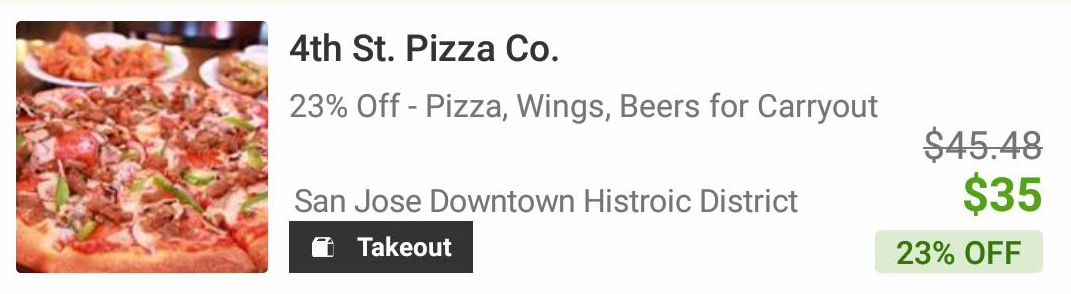 4th St. Pizza Co.
23% Off - Pizza, Wings, Beers for Carryout
$45.48
$35
San Jose Downtown Histroic District
Takeout
23% OFF